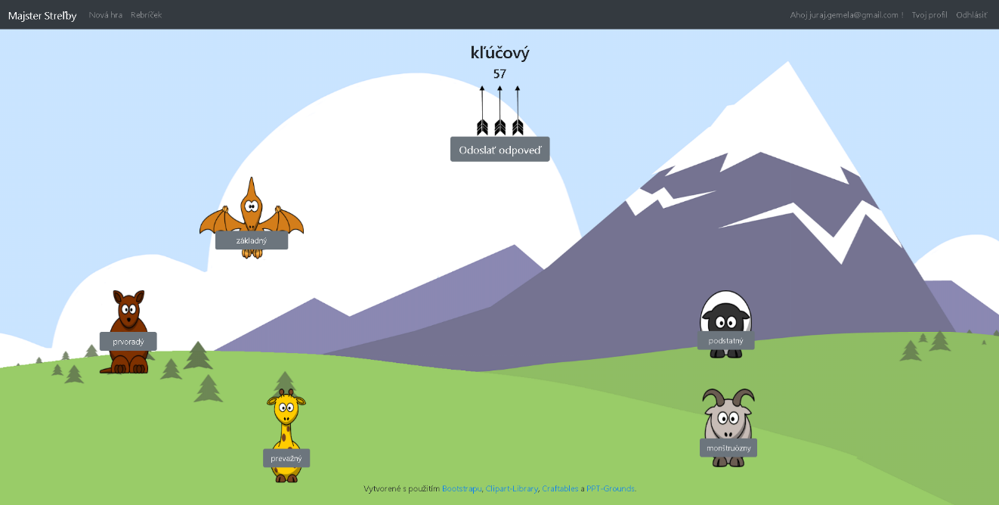 Majster Streľby Nová hra Rebríček Ahoj juraj.gemela@gmail.com ! Tvoj profil Odhlásiť
kľúčový
57
Odoslať odpoveď
základný
prvoradý
podstatný
prevažný
monštruózny
Vytvorené s použitím Bootstrapu, Clipart-Library, Craftables a PPT-Grounds.